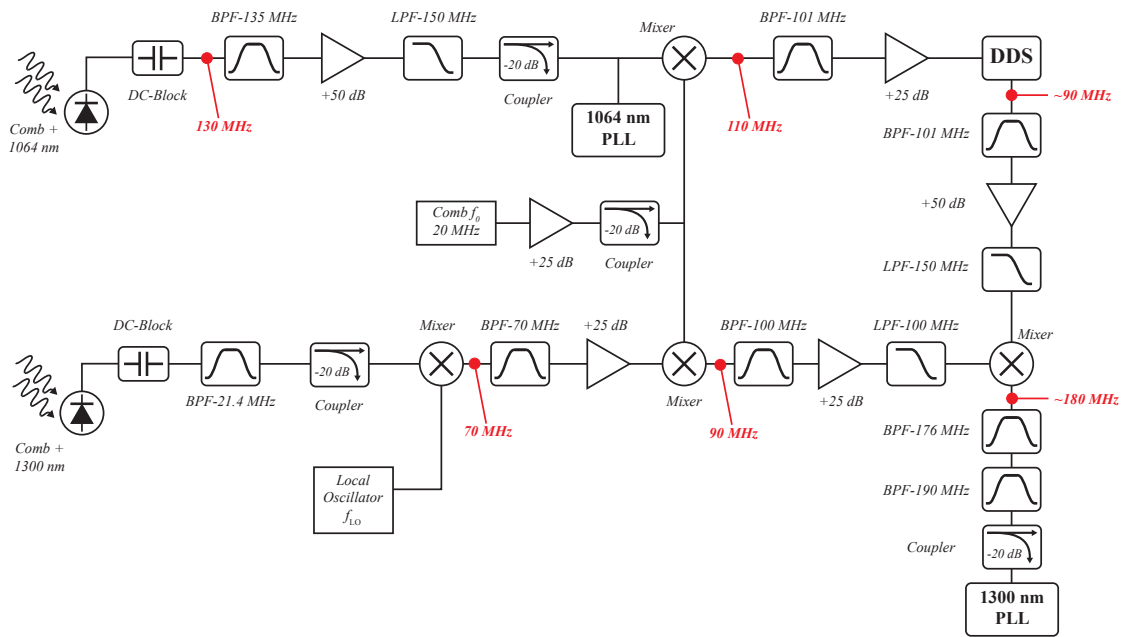 BPF-135 MHz
LPF-150 MHz
Mixer
BPF-101 MHz
-20 dB
DDS
DC-Block
+50 dB
Coupler
+25 dB
~90 MHz
Comb +
1064 nm
130 MHz
1064 nm
PLL
110 MHz
BPF-101 MHz
Comb f0
20 MHz
-20 dB
+50 dB
+25 dB
Coupler
LPF-150 MHz
DC-Block
Mixer
BPF-70 MHz
+25 dB
BPF-100 MHz
LPF-100 MHz
Mixer
-20 dB
BPF-21.4 MHz
Coupler
Mixer
+25 dB
~180 MHz
70 MHz
90 MHz
BPF-176 MHz
Comb +
1300 nm
Local
Oscillator
fLO
BPF-190 MHz
Coupler
-20 dB
1300 nm
PLL